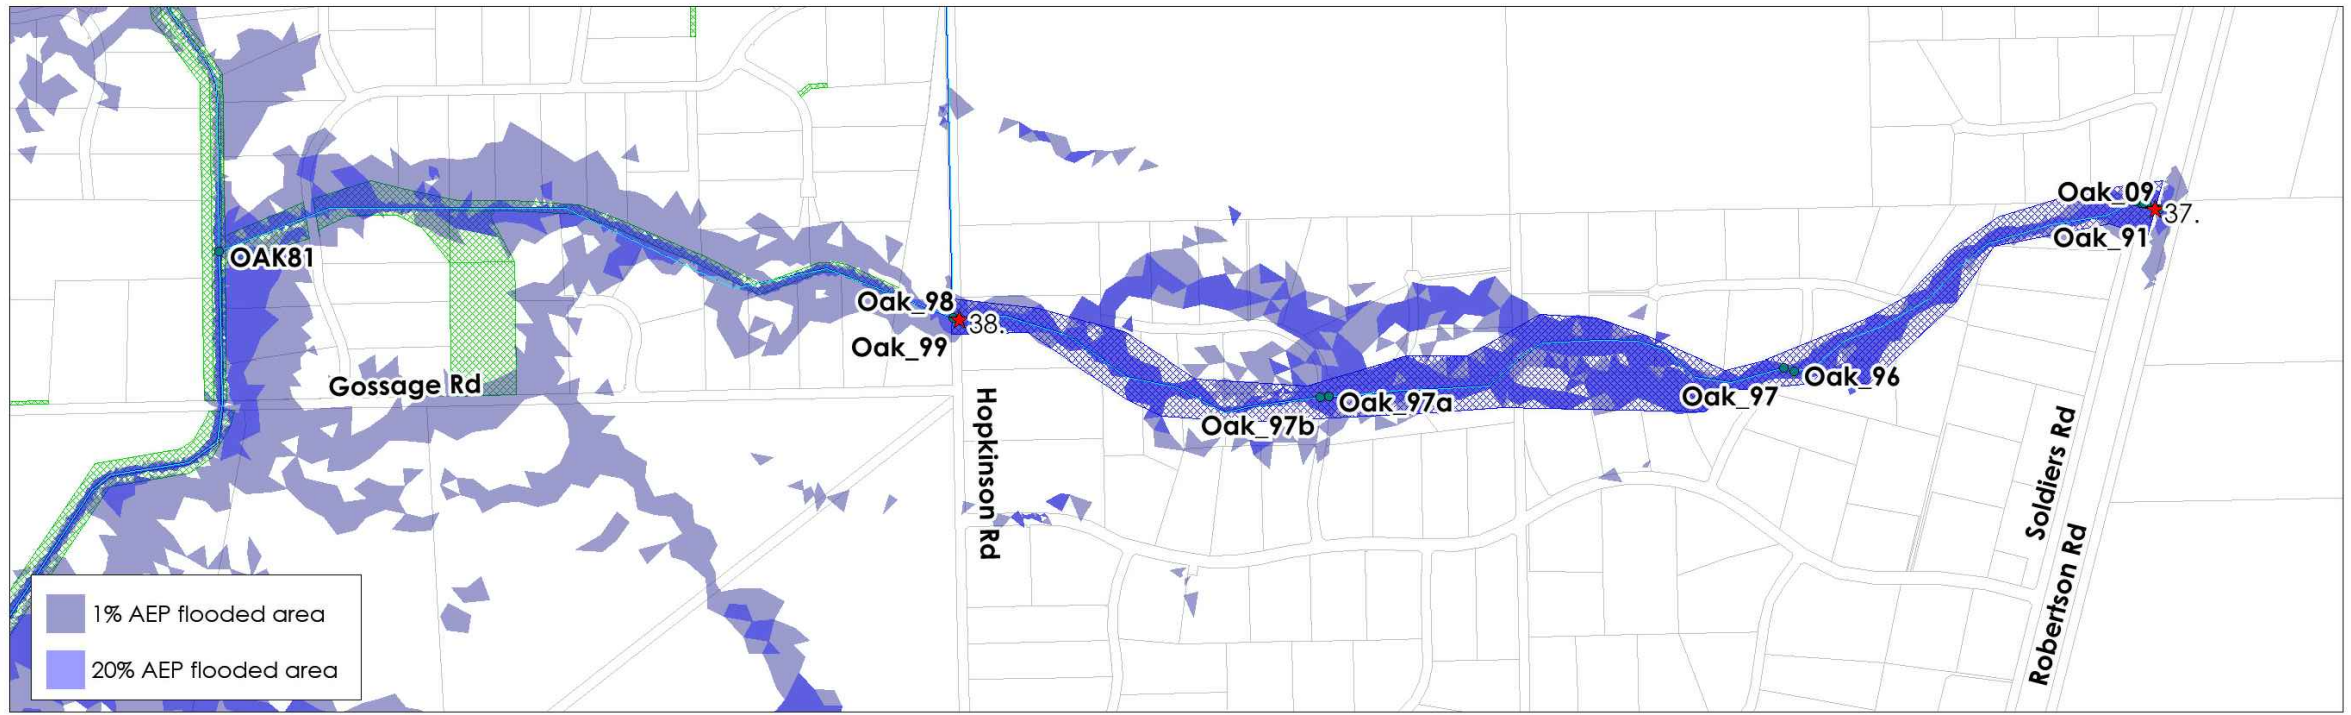 Oak_09
37.
Oak_91
OAK81
Oak_98
38.
Oak_99
Gossage Rd
Oak_96
Oak_97
Oak_97a
Oak_97b
Hopkinson Rd
Soldiers Rd
Robertson Rd
1% AEP flooded area
20% AEP flooded area